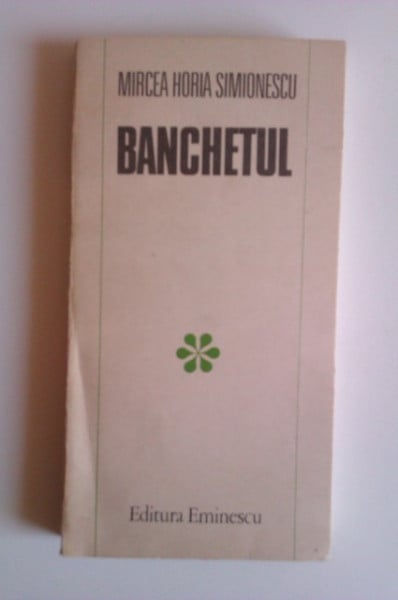 MIRCEA HORIA SIMIONESCU
BANCHETUL
Editura Eminescu